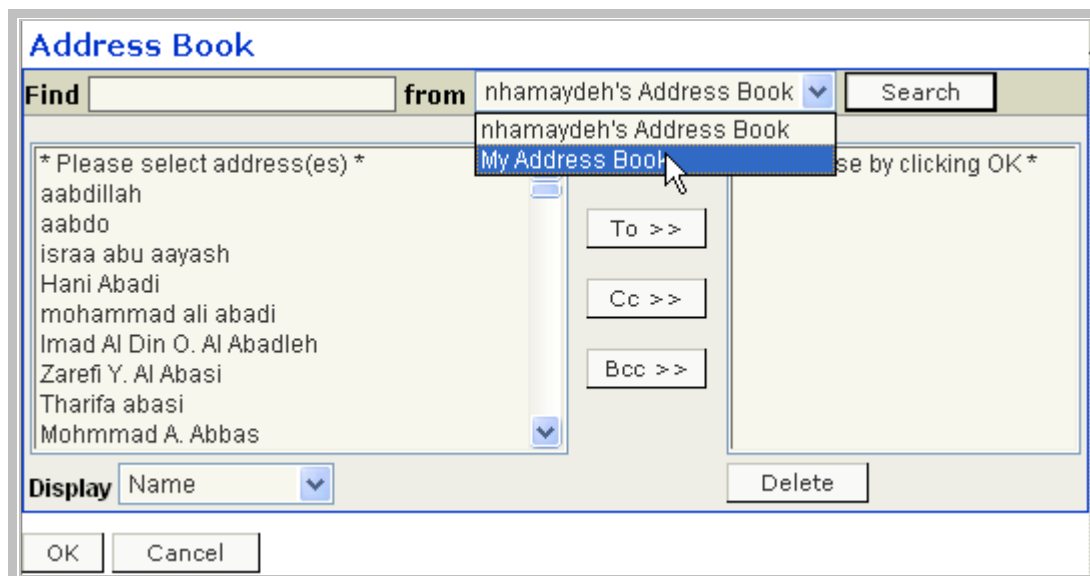 Address Book
Find from nhamaydeh's Address Book Search
nhamaydeh's Address Book
My Address Book
* Please select address(es) *
se by clicking OK *
aabdillah
aabdo
israa abu aayash
Hani Abadi
mohammad ali abadi
Imad Al Din O. Al Abadleh
Zarefi Y. Al Abasi
Tharifa abasi
Mohmmad A. Abbas
To >>
Cc >>
Bcc >>
Display Name
Delete
OK Cancel